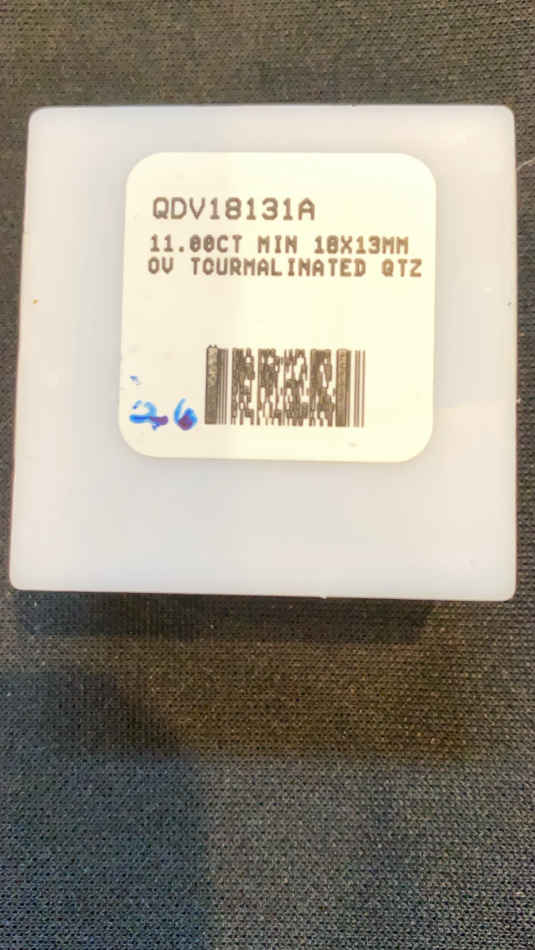 QDV18131A
11.00CT MIN 18X13MM
OV TOURMALINATED QTZ
26